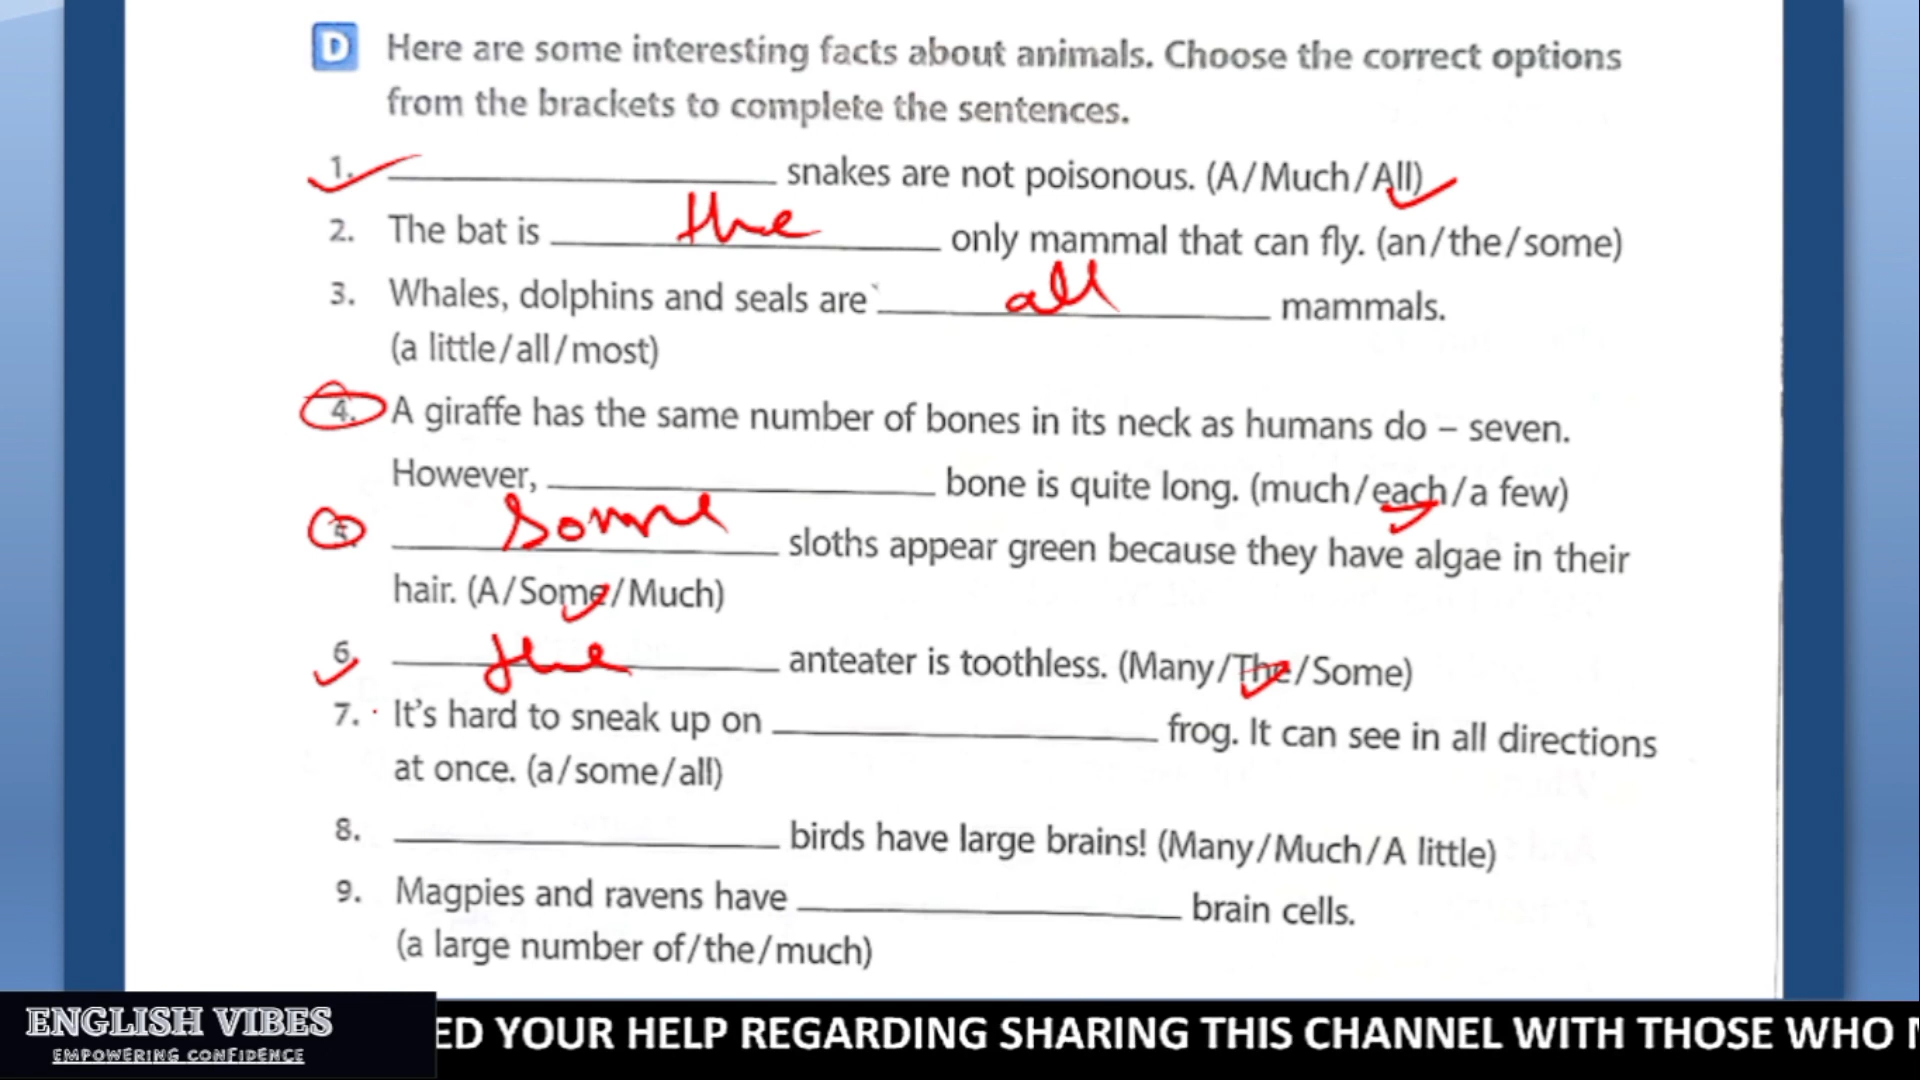 D Here are some interesting facts about animals. Choose the correct options
from the brackets to complete the sentences.
1. ____________ snakes are not poisonous. (A/Much/All)
2. The bat is the only mammal that can fly. (an/the/some)
3. Whales, dolphins and seals are all mammals.
(a little/all/most)
4. A giraffe has the same number of bones in its neck as humans do – seven.
However, ____________ bone is quite long. (much/each/a few)
5. some sloths appear green because they have algae in their
hair. (A/Some/Much)
6. the anteater is toothless. (Many/The/Some)
7. It's hard to sneak up on ____________ frog. It can see in all directions
at once. (a/some/all)
8. ____________ birds have large brains! (Many/Much/A little)
9. Magpies and ravens have ____________ brain cells.
(a large number of/the/much)
ENGLISH VIBES
EMPOWERING CONFIDENCE
ED YOUR HELP REGARDING SHARING THIS CHANNEL WITH THOSE WHO